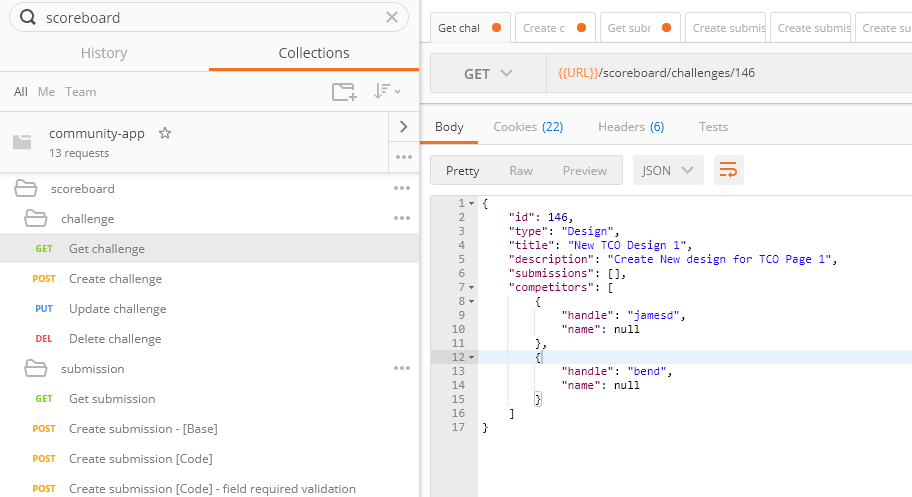 scoreboard
History Collections
All Me Team
community-app
13 requests
scoreboard
challenge
GET Get challenge
POST Create challenge
PUT Update challenge
DEL Delete challenge
submission
GET Get submission
POST Create submission - [Base]
POST Create submission [Code]
POST Create submission [Code] - field required validation
Get chal Create c Get subr Create submis Create submis Create su
GET {{URL}}/scoreboard/challenges/146
Body Cookies (22) Headers (6) Tests
Pretty Raw Preview JSON
1 {
2 "id": 146,
3 "type": "Design",
4 "title": "New TCO Design 1",
5 "description": "Create New design for TCO Page 1",
6 "submissions": [],
7 "competitors": [
8 {
9 "handle": "jamesd",
10 "name": null
11 },
12 {
13 "handle": "bend",
14 "name": null
15 }
16 ]
17 }